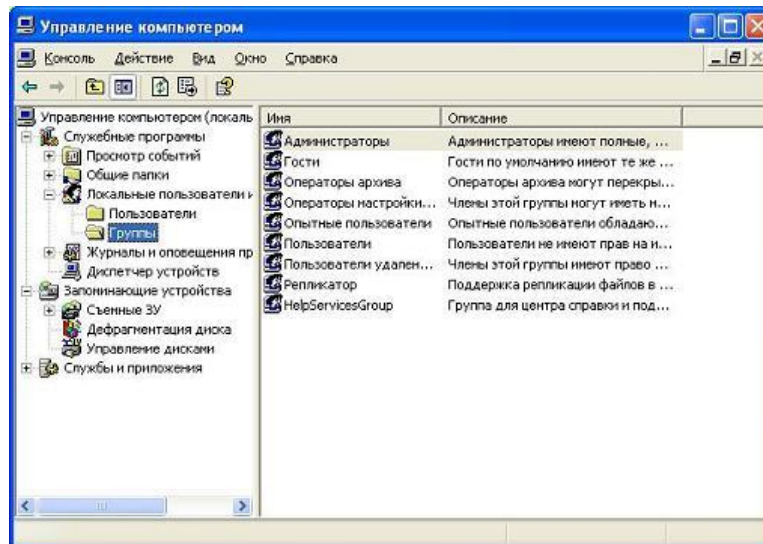 Управление компьютером
Консоль Действие Вид Окно Справка
Управление компьютером (локаль
Служебные программы
Просмотр событий
Общие папки
Локальные пользователи и
Пользователи
Группы
Журналы и оповещения пр
Диспетчер устройств
Запоминающие устройства
Съемные ЗУ
Дефрагментация диска
Управление дисками
Службы и приложения
Имя Описание
Администраторы Администраторы имеют полные, ...
Гости Гости по умолчанию имеют те же ...
Операторы архива Операторы архива могут перекры...
Операторы настройки... Члены этой группы могут иметь н...
Опытные пользователи Опытные пользователи обладаю...
Пользователи Пользователи не имеют прав на и...
Пользователи удален... Члены этой группы имеют право ...
Репликатор Поддержка репликации файлов в ...
HelpServicesGroup Группа для центра справки и под...